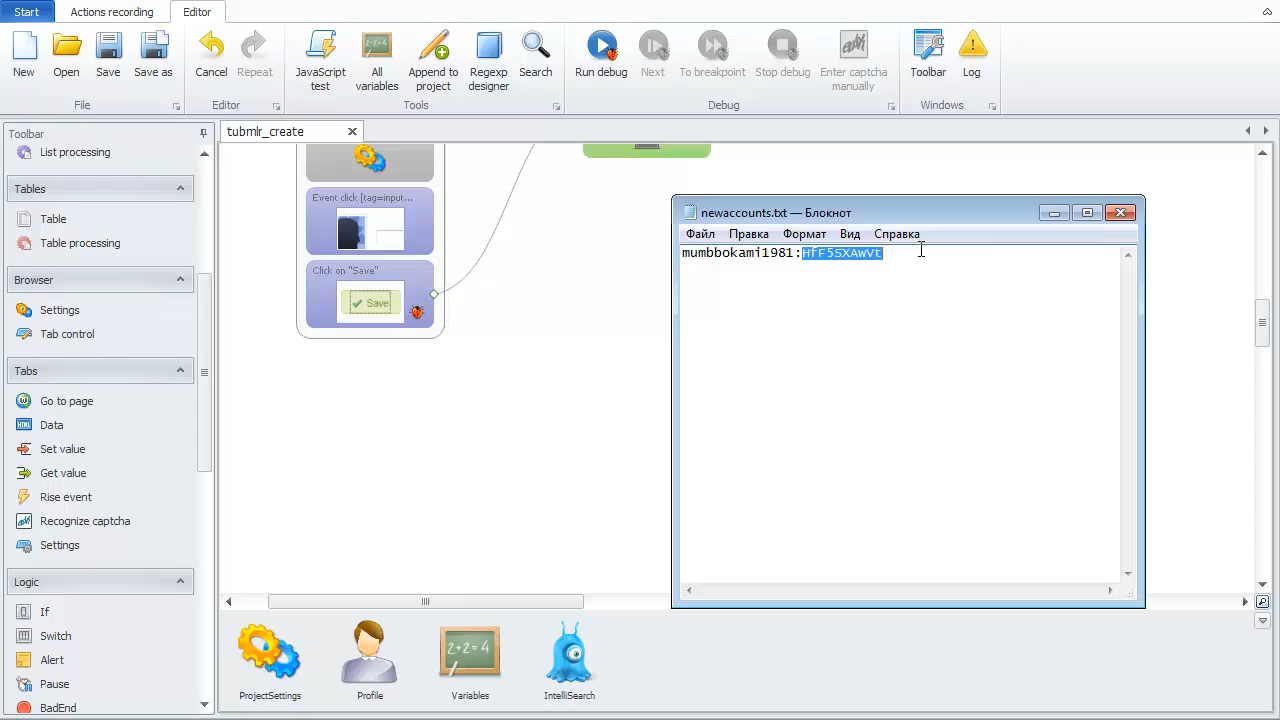 Start Actions recording Editor
New Open Save Save as Cancel Repeat JavaScript test All variables Append to project Regexp designer Search Run debug Next To breakpoint Stop debug Enter captcha manually Toolbar Log
File Editor Tools Debug Windows
Toolbar
tubmlr_create
List processing
Tables
Table
Table processing
Browser
Settings
Tab control
Tabs
Go to page
Data
Set value
Get value
Rise event
Recognize captcha
Settings
Logic
If
Switch
Alert
Pause
BadEnd
Event click [tag=input...
Click on "Save"
Save
newaccounts.txt — Блокнот
Файл Правка Формат Вид Справка
mumbbokami1981:HfF5SXAwVt
2+2=4
ProjectSettings Profile Variables IntelliSearch